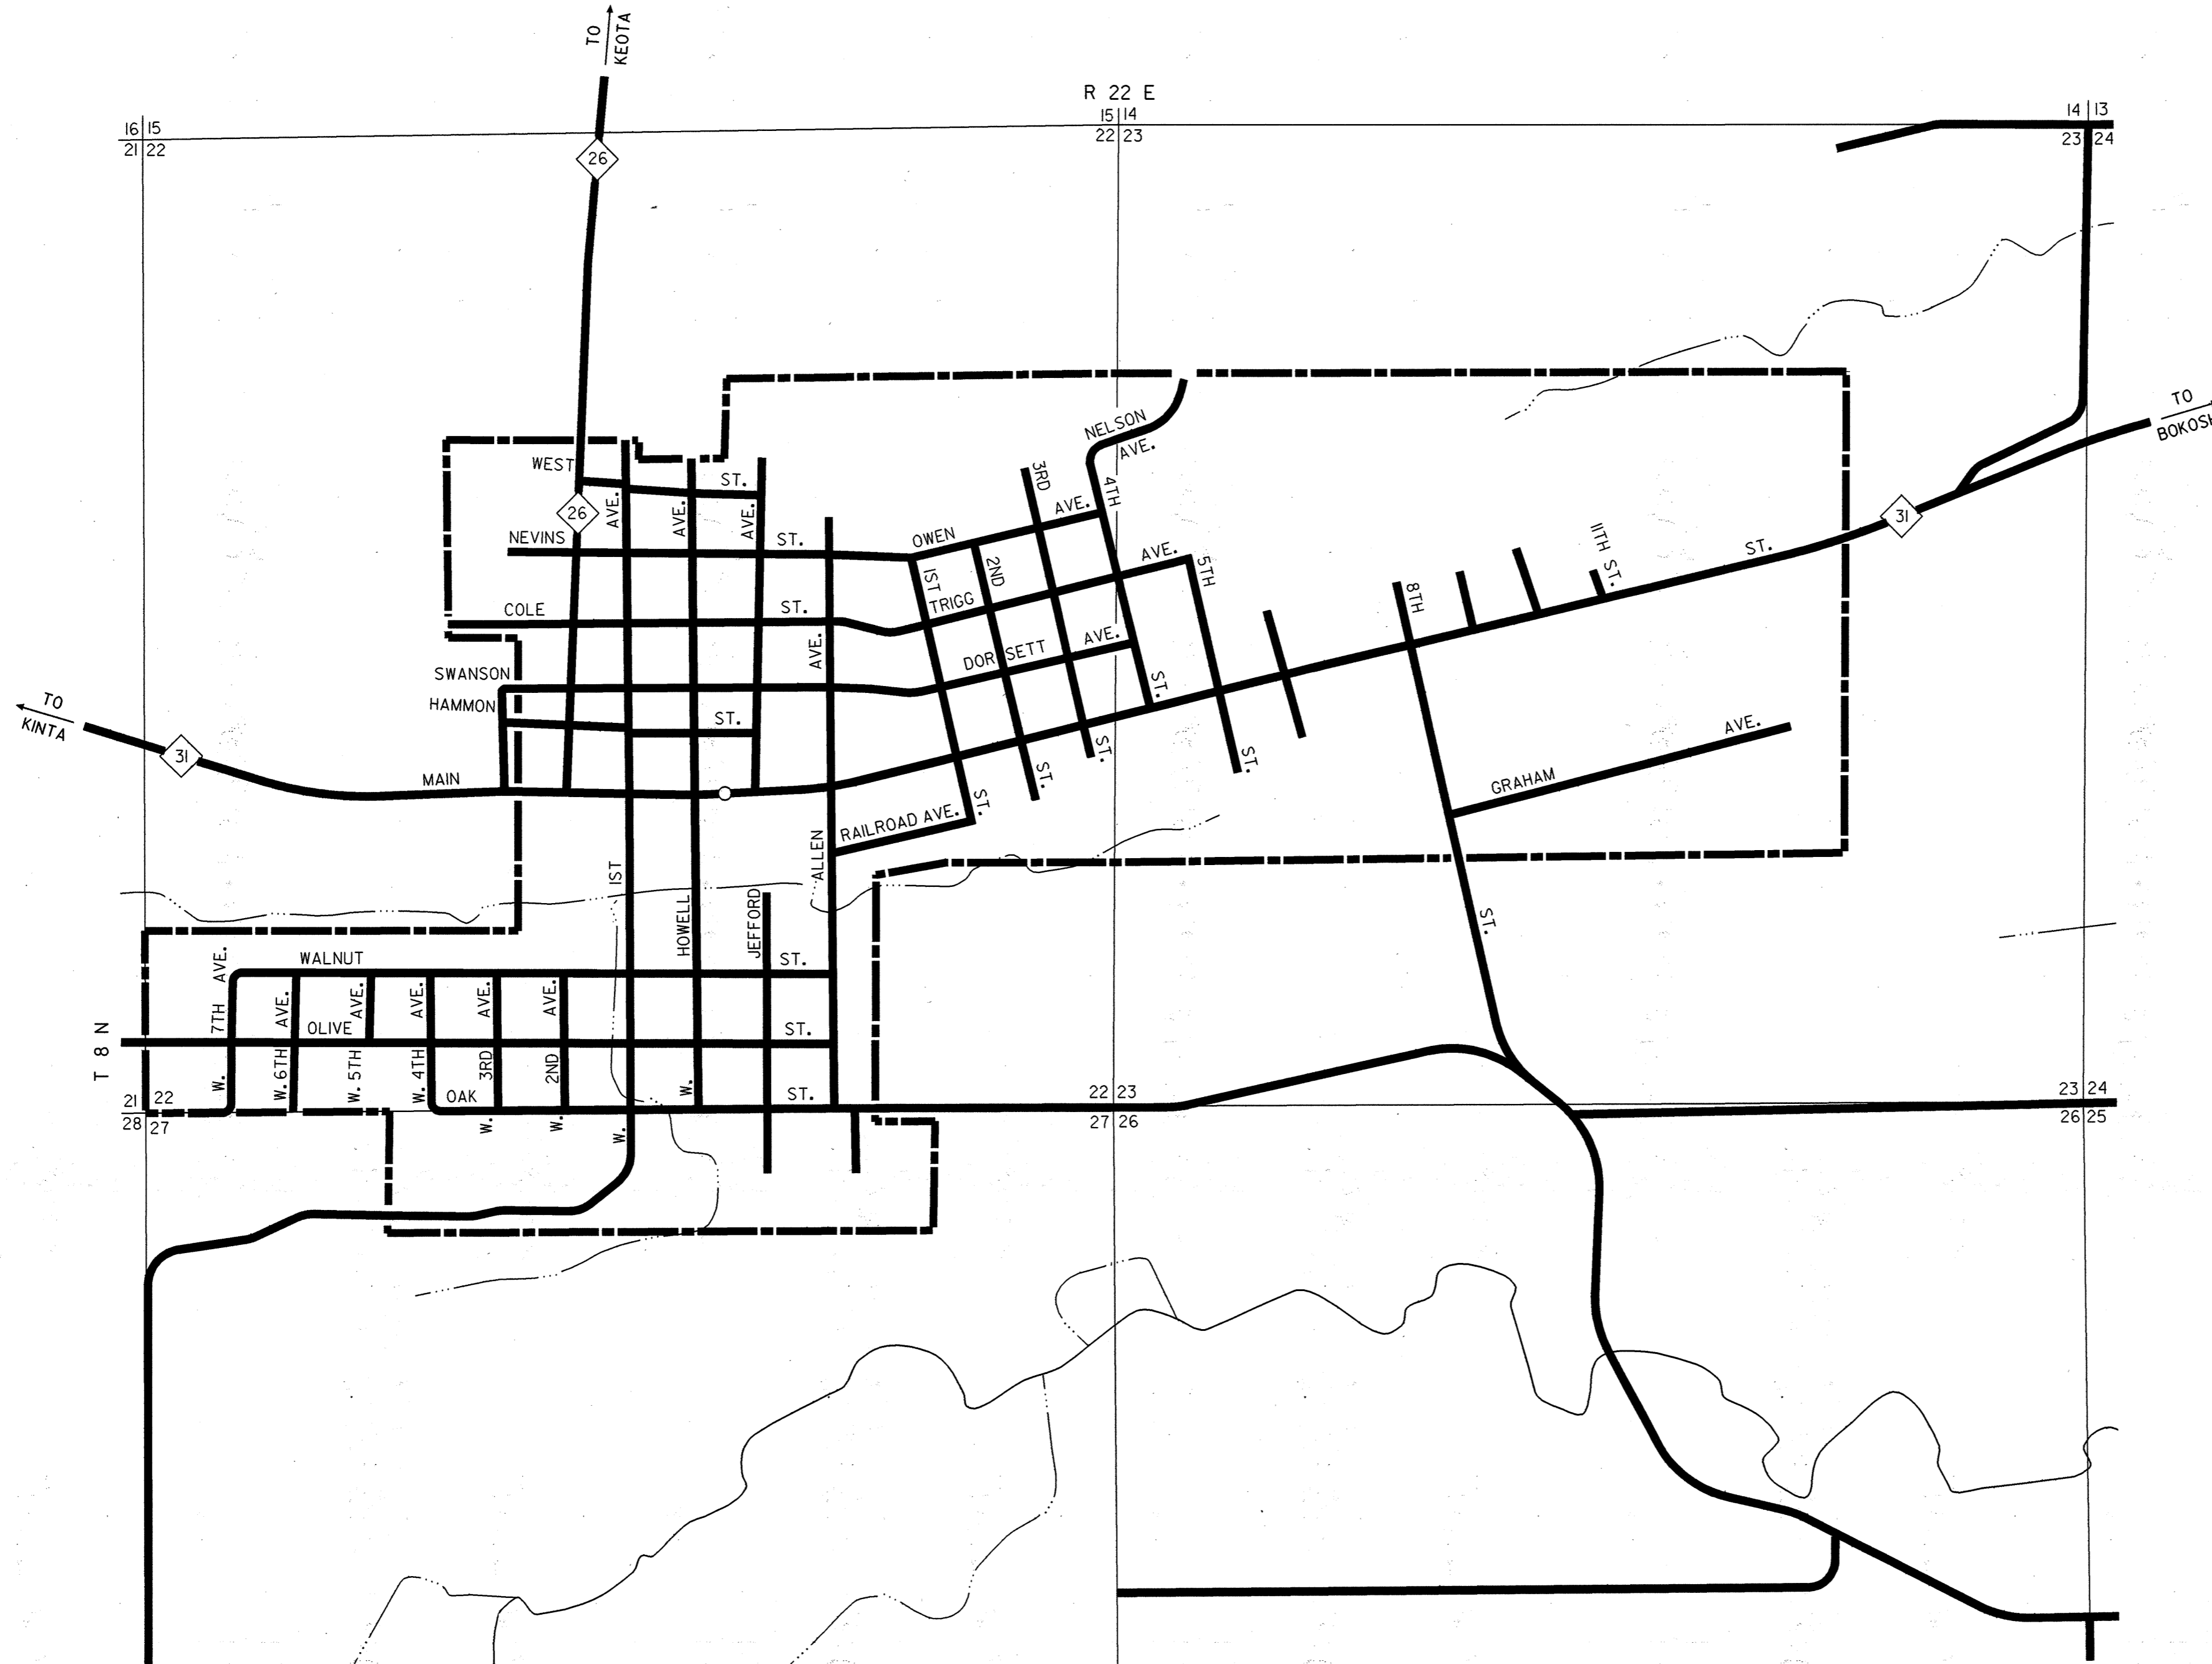 TO
KEOTA
R 22 E
16 15
21 22
15 14
22 23
14 13
23 24
26
TO
BOKOSH
NELSON
AVE.
WEST
ST.
3RD
4TH
AVE.
AVE.
AVE.
26
31
AVE.
OWEN
NEVINS
ST.
11TH ST.
ST.
AVE.
5TH
1ST
2ND
TRIGG
8TH
COLE
ST.
AVE.
AVE.
DORSETT
SWANSON
HAMMON
ST.
ST.
TO
KINTA
31
MAIN
ST.
ST.
ST.
ST.
AVE.
GRAHAM
RAILROAD AVE.
ALLEN
1ST
HOWELL
JEFFORD
ST.
WALNUT
ST.
7TH AVE.
AVE.
AVE.
AVE.
AVE.
AVE.
OLIVE
ST.
T 8 N
W.
W. 6TH
W. 5TH
W. 4TH
3RD
2ND
W.
OAK
ST.
21 22
28 27
W.
W.
W.
22 23
27 26
23 24
26 25